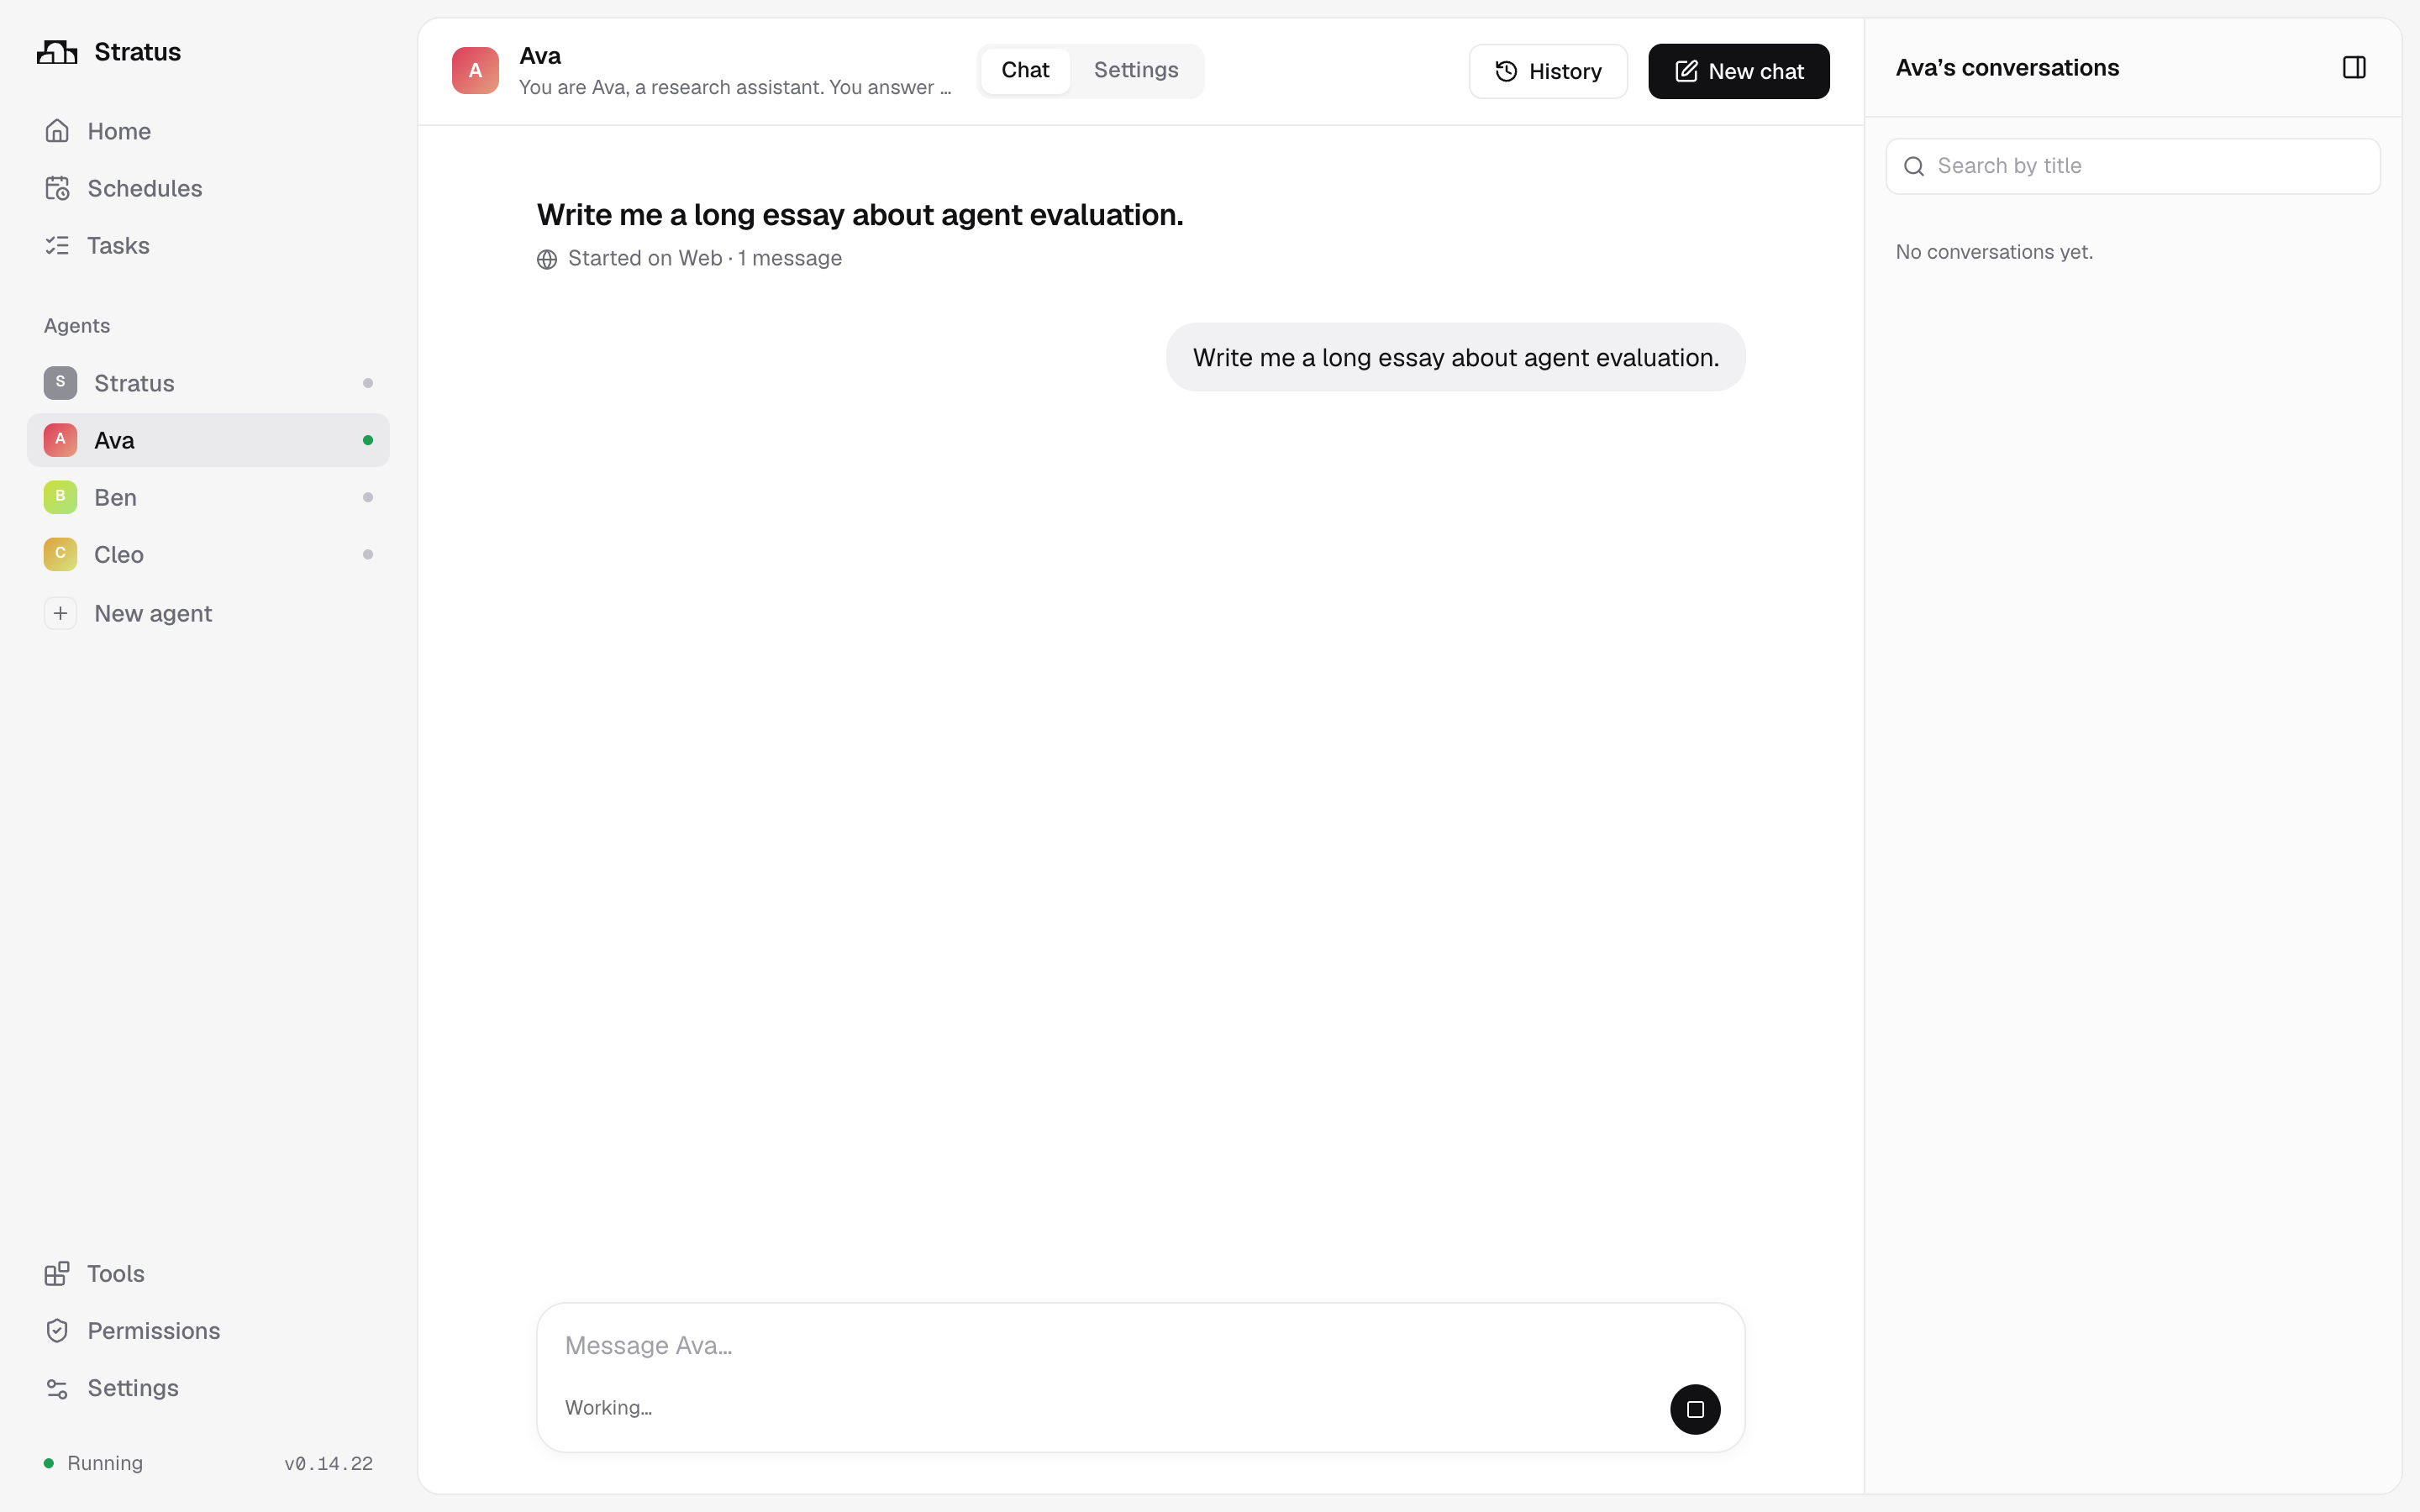 Stratus
Home
Schedules
Tasks
Agents
S Stratus
A Ava
B Ben
C Cleo
New agent
Tools
Permissions
Settings
Running v0.14.22
A
Ava
You are Ava, a research assistant. You answer ...
Chat Settings
History
New chat
Write me a long essay about agent evaluation.
Started on Web · 1 message
Write me a long essay about agent evaluation.
Message Ava...
Working...
Ava’s conversations
Search by title
No conversations yet.